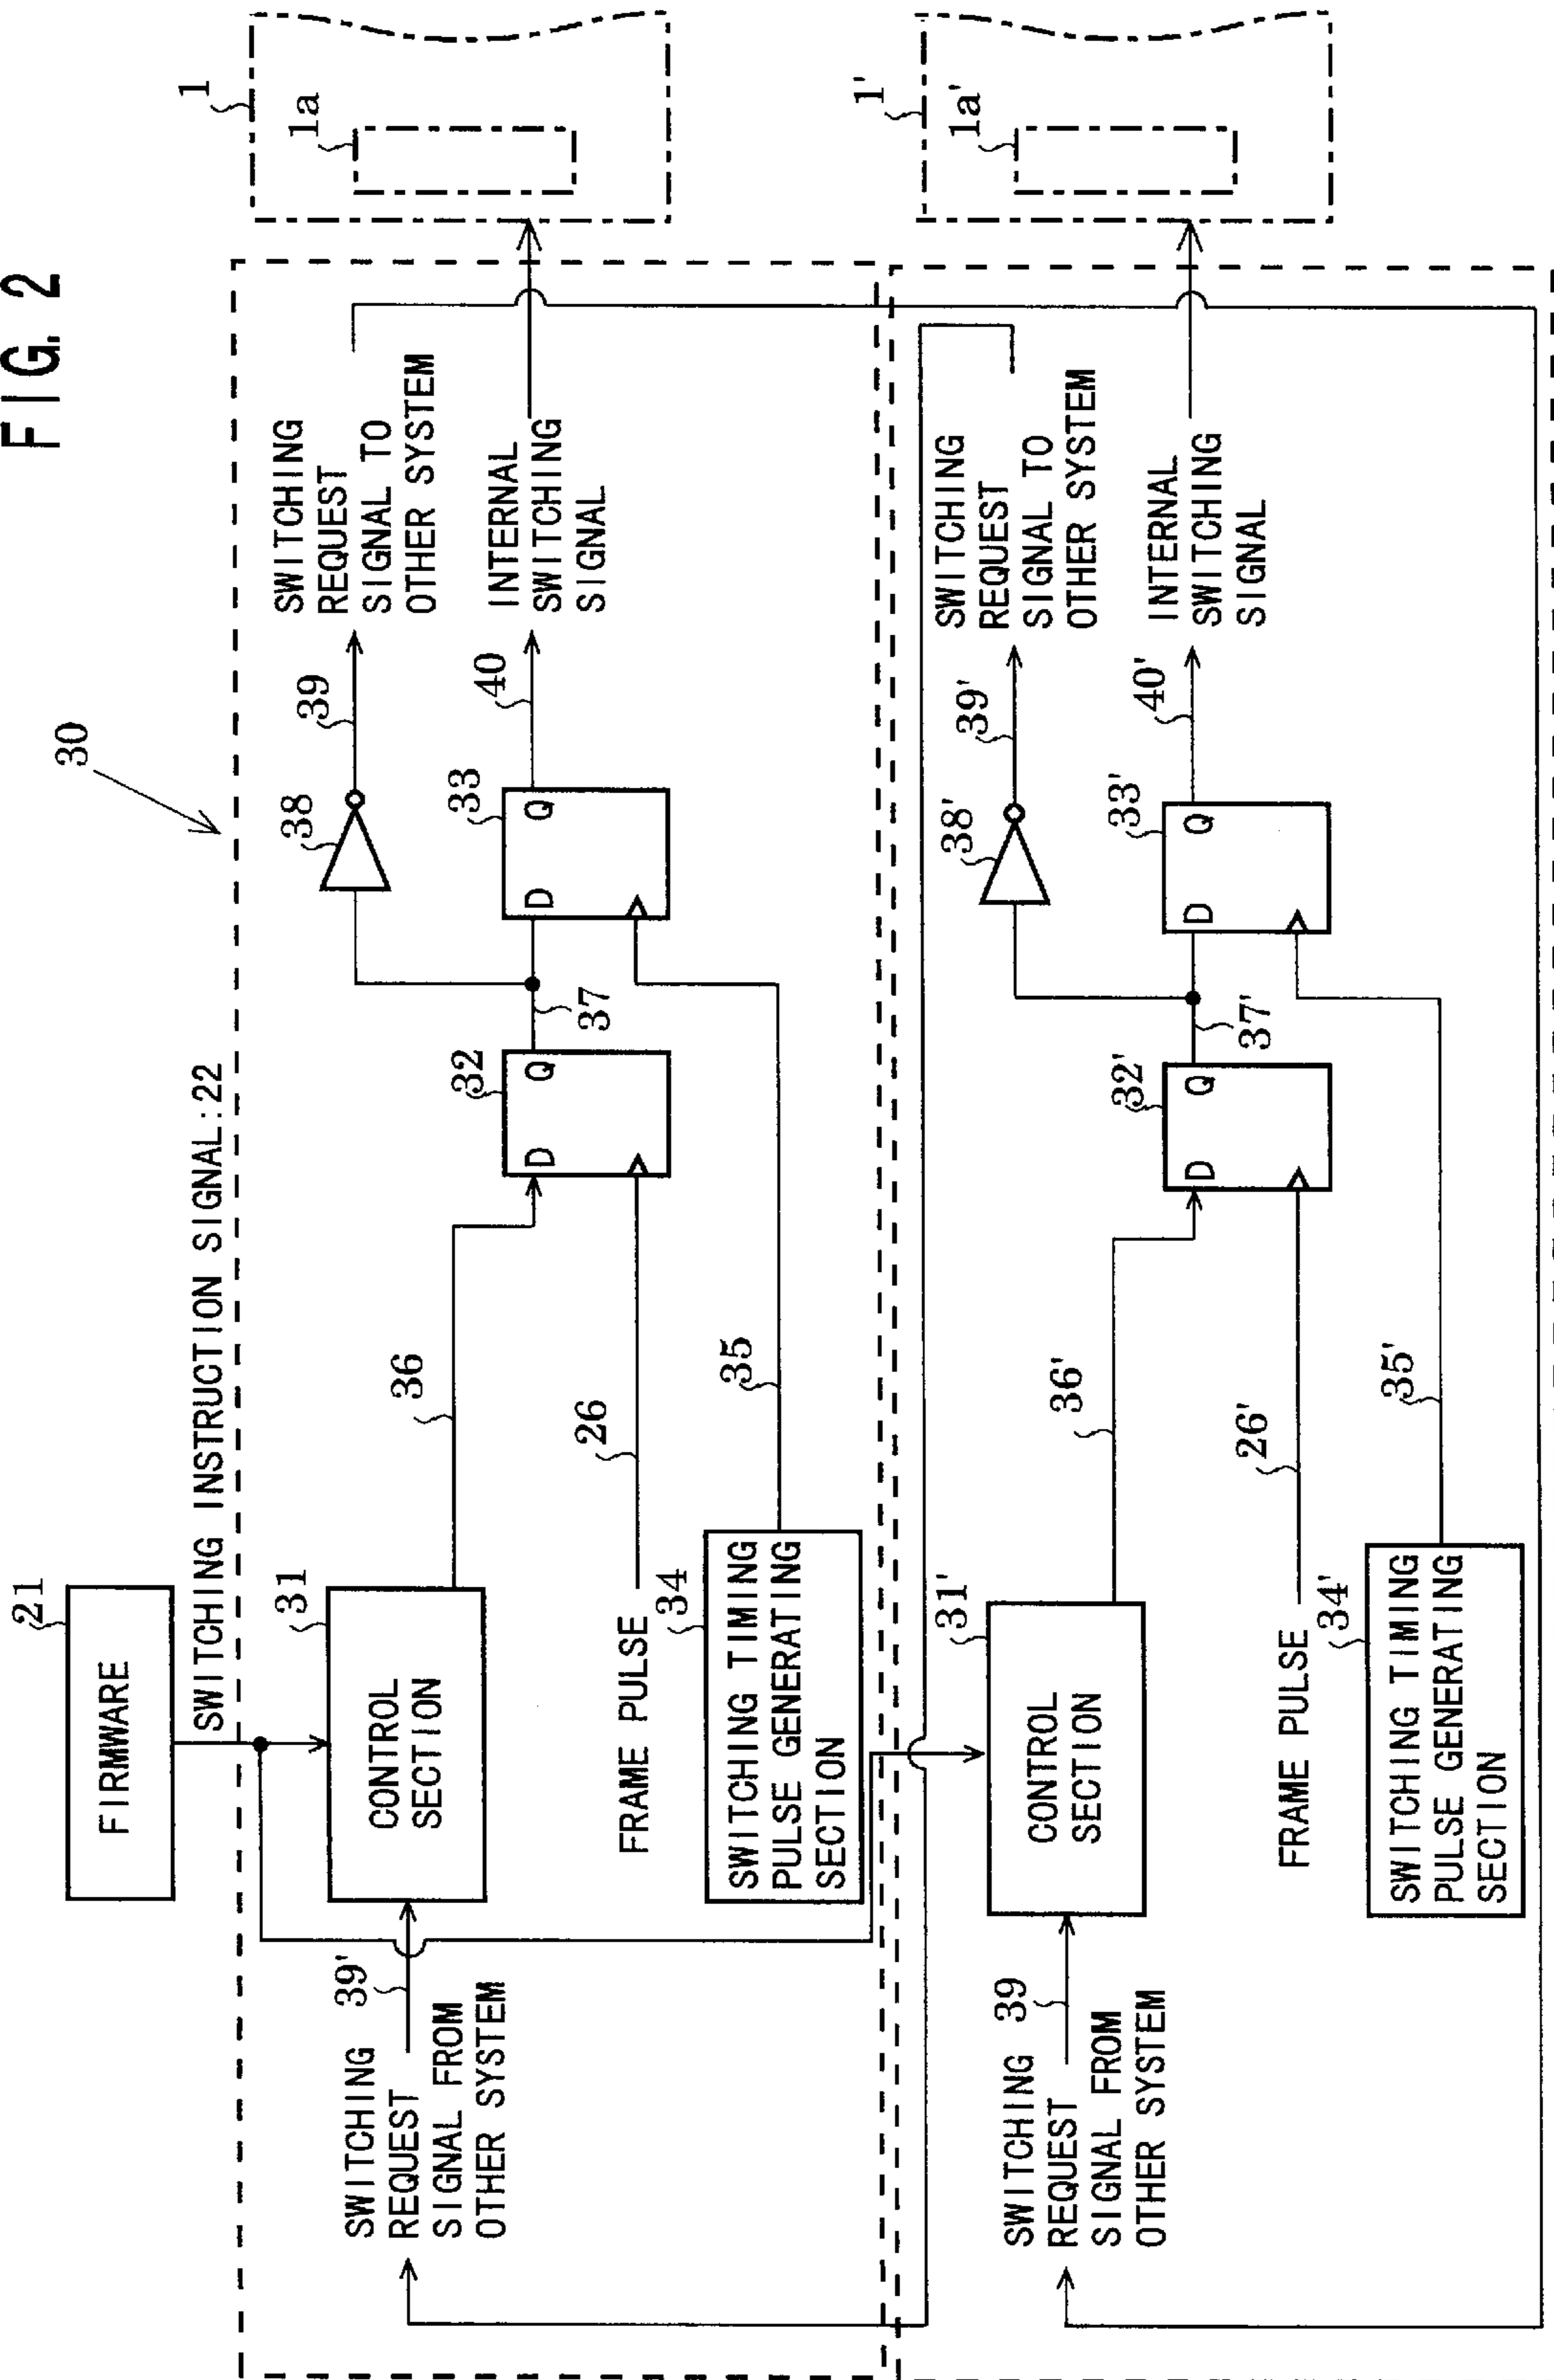 FIG. 2
30
21
FIRMWARE
SWITCHING INSTRUCTION SIGNAL:22
1
1a
31
CONTROL
SECTION
39'
SWITCHING
REQUEST
SIGNAL FROM
OTHER SYSTEM
36
32
D
Q
37
38
39
SWITCHING
REQUEST
SIGNAL TO
OTHER SYSTEM
33
D
Q
40
INTERNAL
SWITCHING
SIGNAL
FRAME PULSE
26
34
SWITCHING TIMING
PULSE GENERATING
SECTION
35
1'
1a'
31'
CONTROL
SECTION
39
SWITCHING
REQUEST
SIGNAL FROM
OTHER SYSTEM
36'
32'
D
Q
37'
38'
39'
SWITCHING
REQUEST
SIGNAL TO
OTHER SYSTEM
33'
D
Q
40'
INTERNAL
SWITCHING
SIGNAL
FRAME PULSE
26'
34'
SWITCHING TIMING
PULSE GENERATING
SECTION
35'